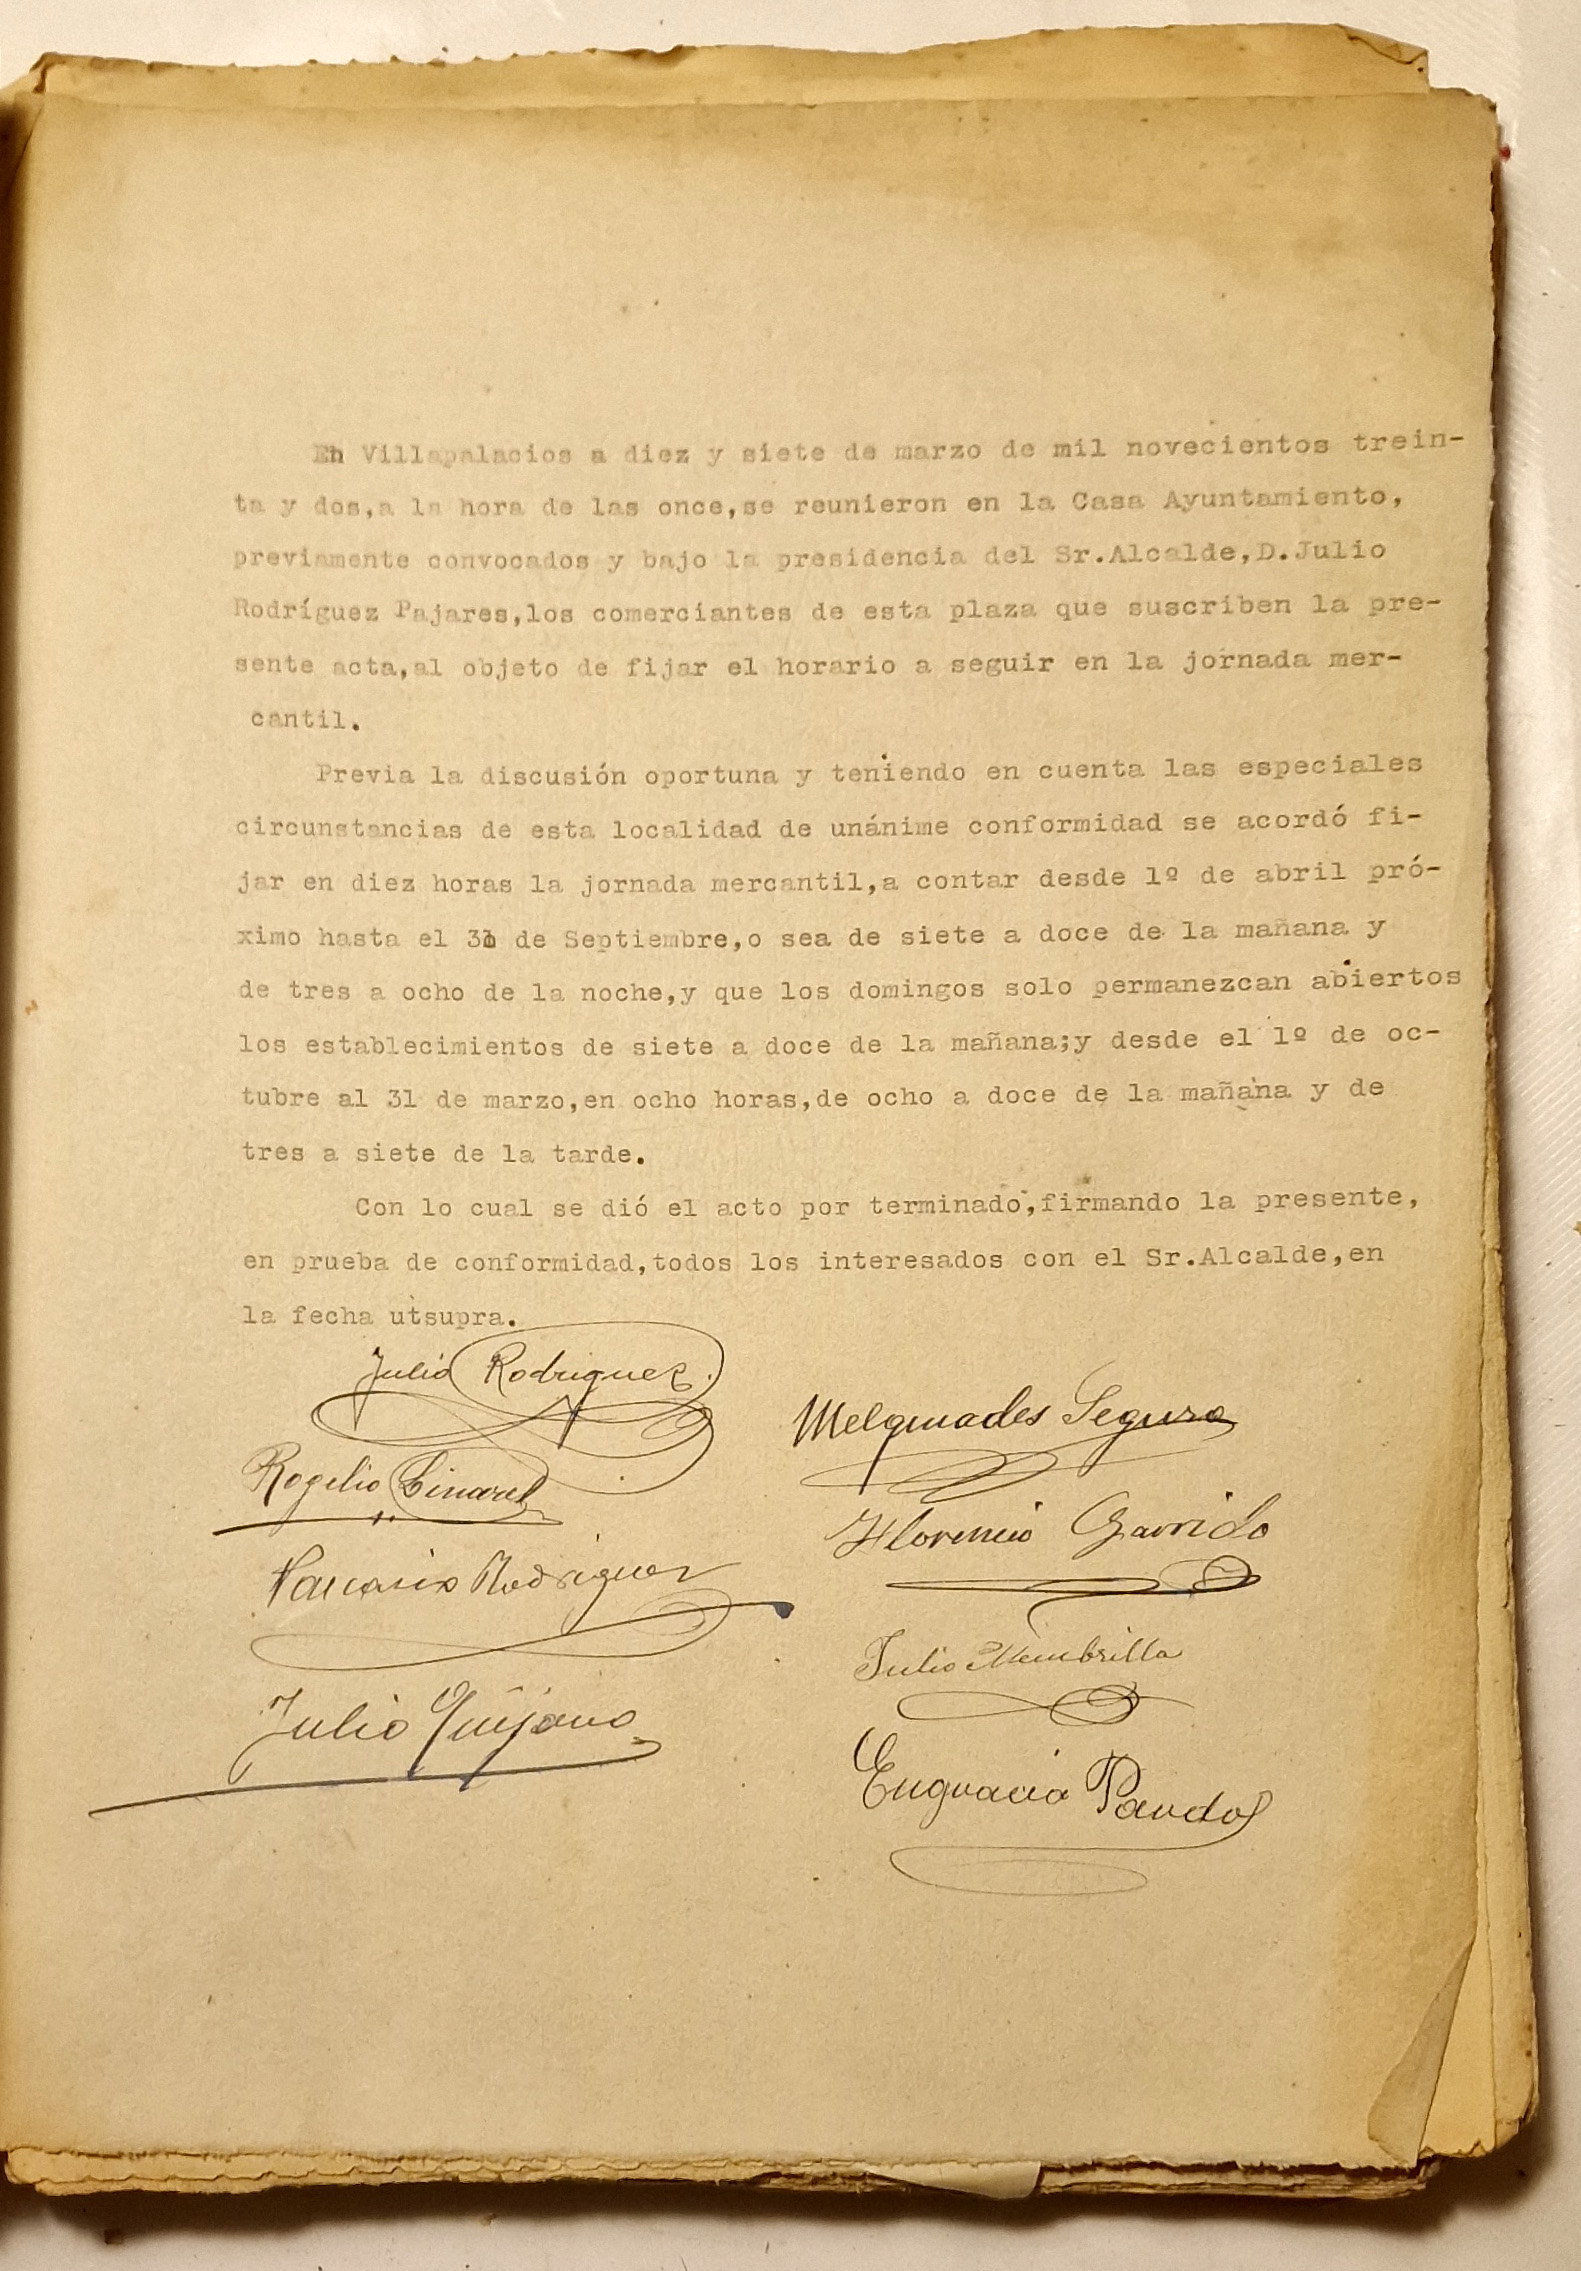 En Villapalacios a diez y siete de marzo de mil novecientos trein-
ta y dos,a la hora de las once,se reunieron en la Casa Ayuntamiento,
previamente convocados y bajo la presidencia del Sr.Alcalde,D.Julio
Rodríguez Pajares,los comerciantes de esta plaza que suscriben la pre-
sente acta,al objeto de fijar el horario a seguir en la jornada mer-
cantil.
Previa la discusión oportuna y teniendo en cuenta las especiales
circunstancias de esta localidad de unánime conformidad se acordó fi-
jar en diez horas la jornada mercantil,a contar desde 1º de abril pró-
ximo hasta el de Septiembre,o sea de siete a doce de la mañana y
de tres a ocho de la noche,y que los domingos solo permanezcan abiertos
los establecimientos de siete a doce de la mañana;y desde el 1º de oc-
tubre al 31 de marzo,en ocho horas,de ocho a doce de la mañana y de
tres a siete de la tarde.
Con lo cual se dió el acto por terminado,firmando la presente,
en prueba de conformidad,todos los interesados con el Sr.Alcalde,en
la fecha utsupra.
Julio Rodriguez.
Melquiades Segura
Rogelio
Florencio Garrido
Rodriguez
Julio Membrilla
Julio Quijano
Engracia Pardo